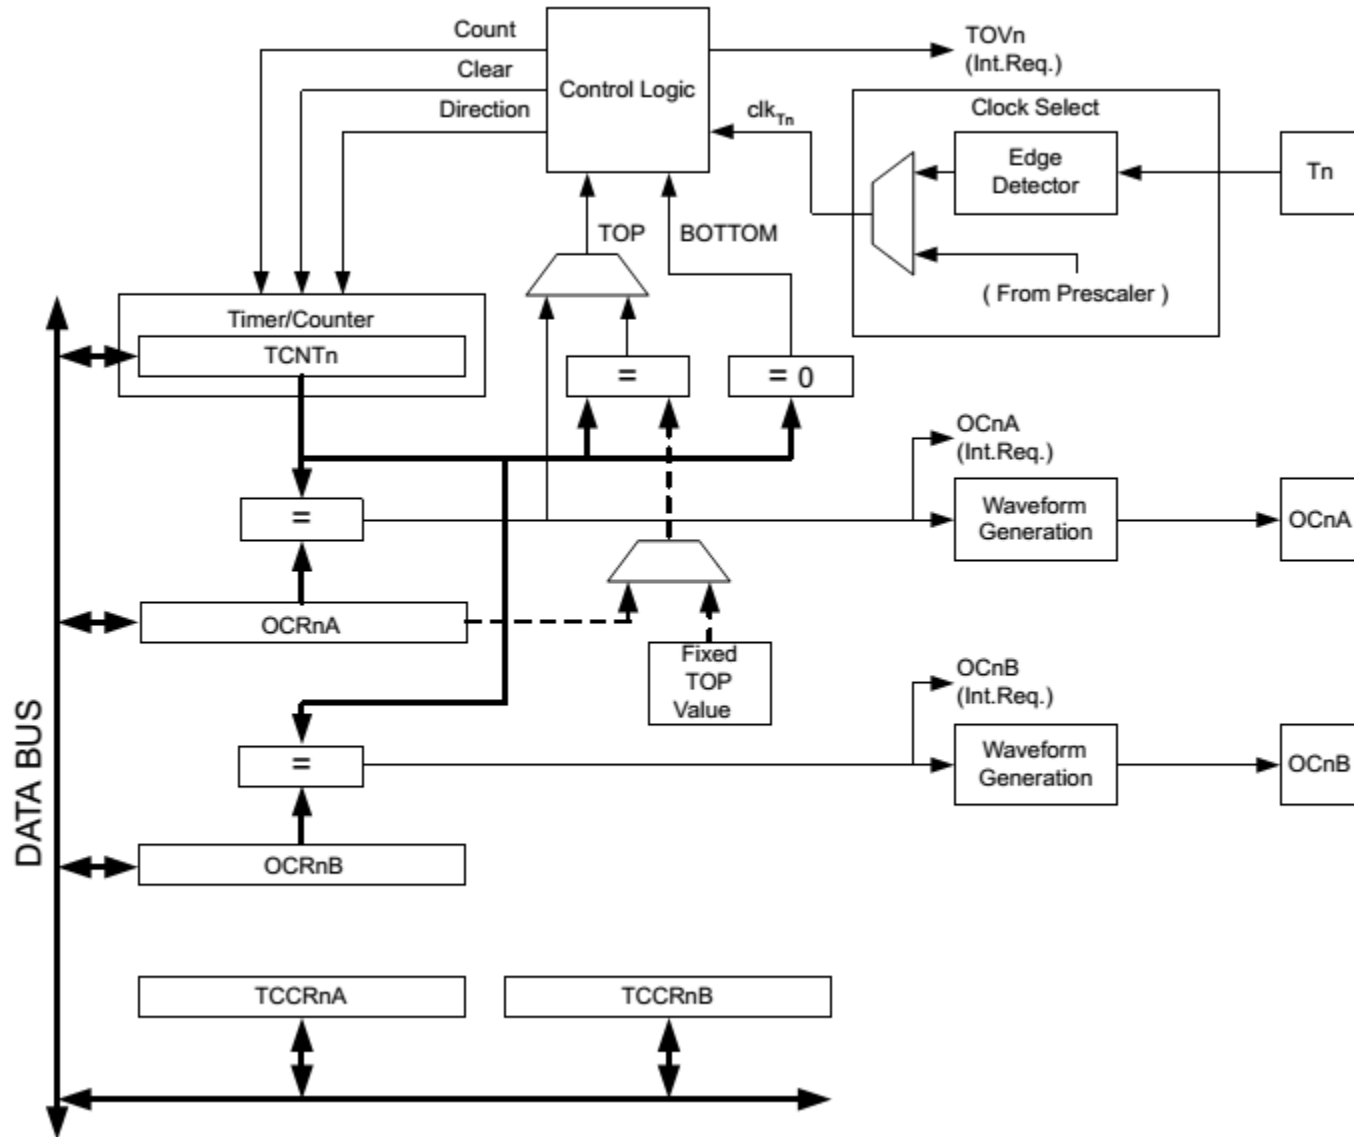 Count
Clear
Direction
Control Logic
TOVn
(Int.Req.)
clkTn
Clock Select
Edge
Detector
Tn
( From Prescaler )
TOP
BOTTOM
Timer/Counter
TCNTn
=
= 0
=
OCnA
(Int.Req.)
Waveform
Generation
OCnA
OCRnA
Fixed
TOP
Value
DATA BUS
=
OCnB
(Int.Req.)
Waveform
Generation
OCnB
OCRnB
TCCRnA
TCCRnB